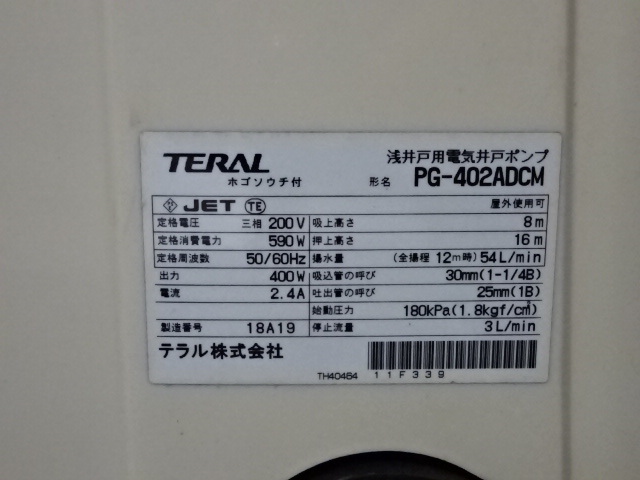 浅井戸用電気井戸ポンプ
TERAL
ホゴソウチ付 形名 PG-402ADCM
JET TE 屋外使用可
定格電圧 三相 200V 吸上高さ 8m
定格消費電力 590W 押上高さ 16m
定格周波数 50/60Hz 揚水量 (全揚程 12m時) 54L/min
出力 400W 吸込管の呼び 30mm(1-1/4B)
電流 2.4A 吐出管の呼び 25mm(1B)
始動圧力 180kPa(1.8kgf/c㎡)
製造番号 18A19 停止流量 3L/min
テラル株式会社
TH40464 11F339